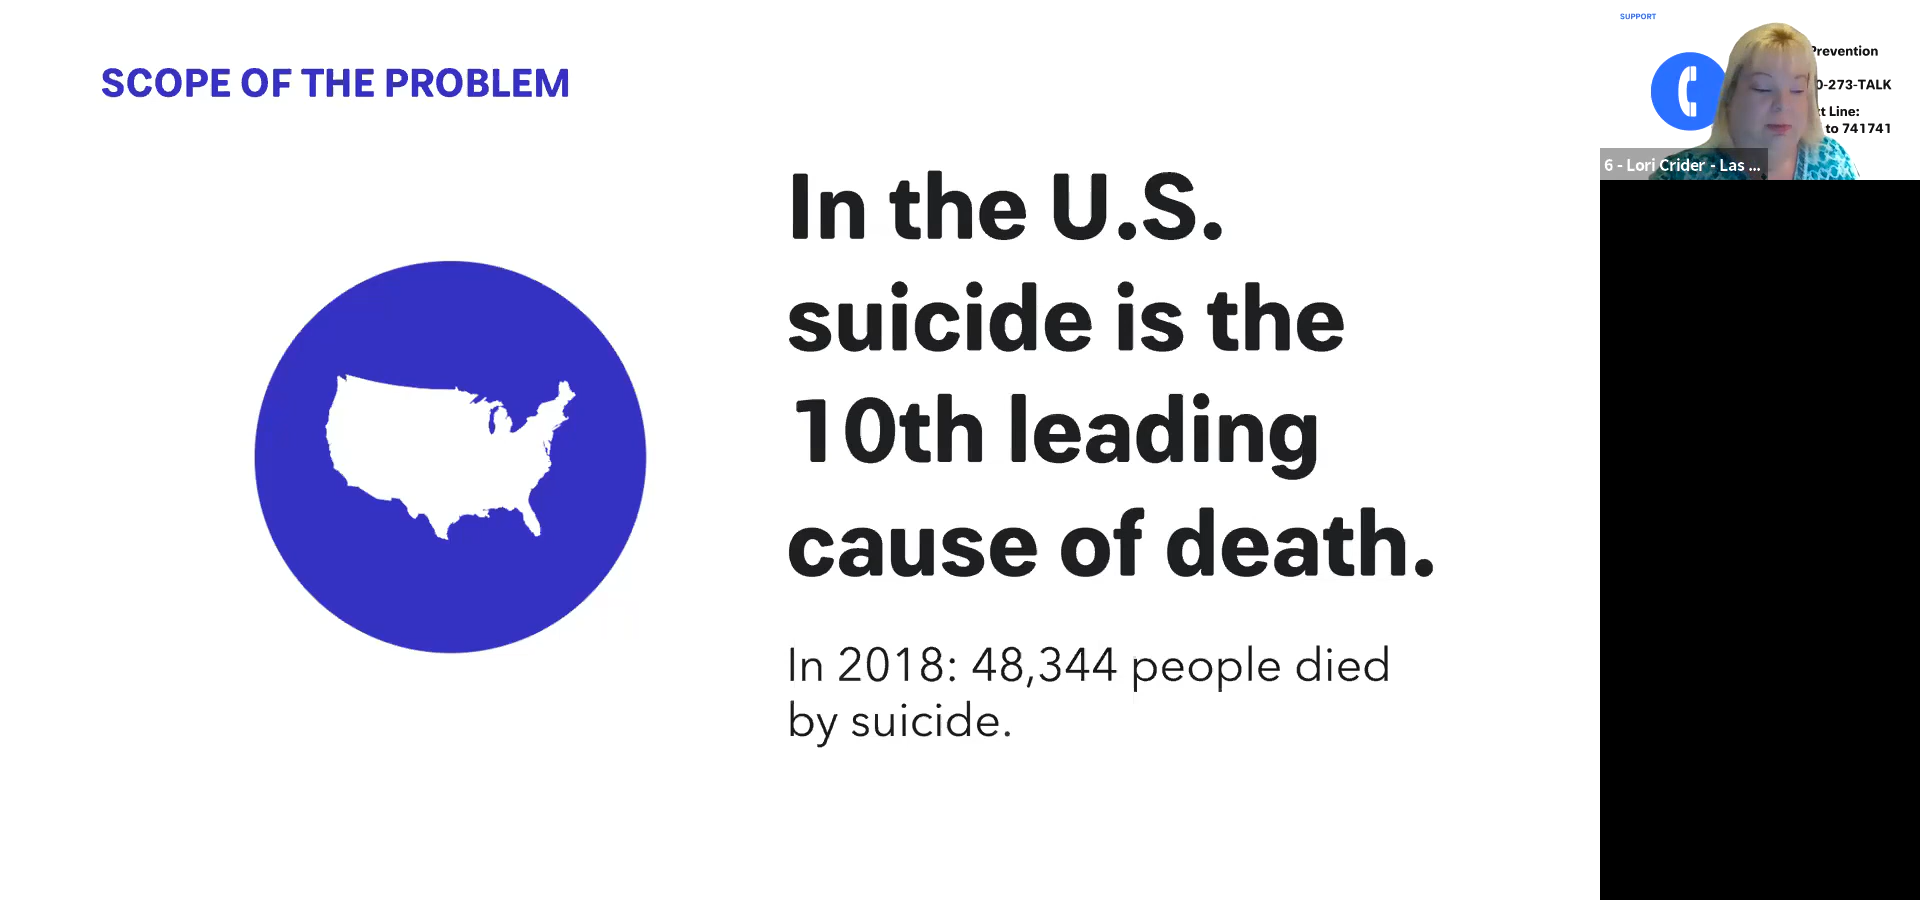 SCOPE OF THE PROBLEM
In the U.S.
suicide is the
10th leading
cause of death.
In 2018: 48,344 people died
by suicide.
SUPPORT
Prevention
0-273-TALK
Line:
to 741741
6 - Lori Crider - Las ...